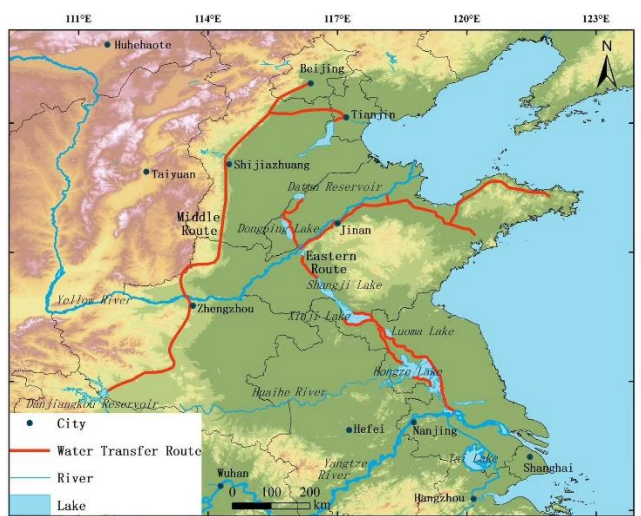 111°E
114°E
117°E
120°E
123°E
Huhehaote
N
Beijing
Tianjin
Shijiazhuang
Taiyuan
Datun Reservoir
Middle
Route
Dongping Lake
Jinan
Eastern
Route
Shangji Lake
Yellow River
Zhengzhou
Xinji Lake
Luoma Lake
Hongze Lake
Huaihe River
Danjiangkou Reservoir
City
Water Transfer Route
River
Lake
Hefei
Nanjing
Yangtze
River
Tai Lake
Shanghai
Wuhan
Hangzhou
0 100 200
km